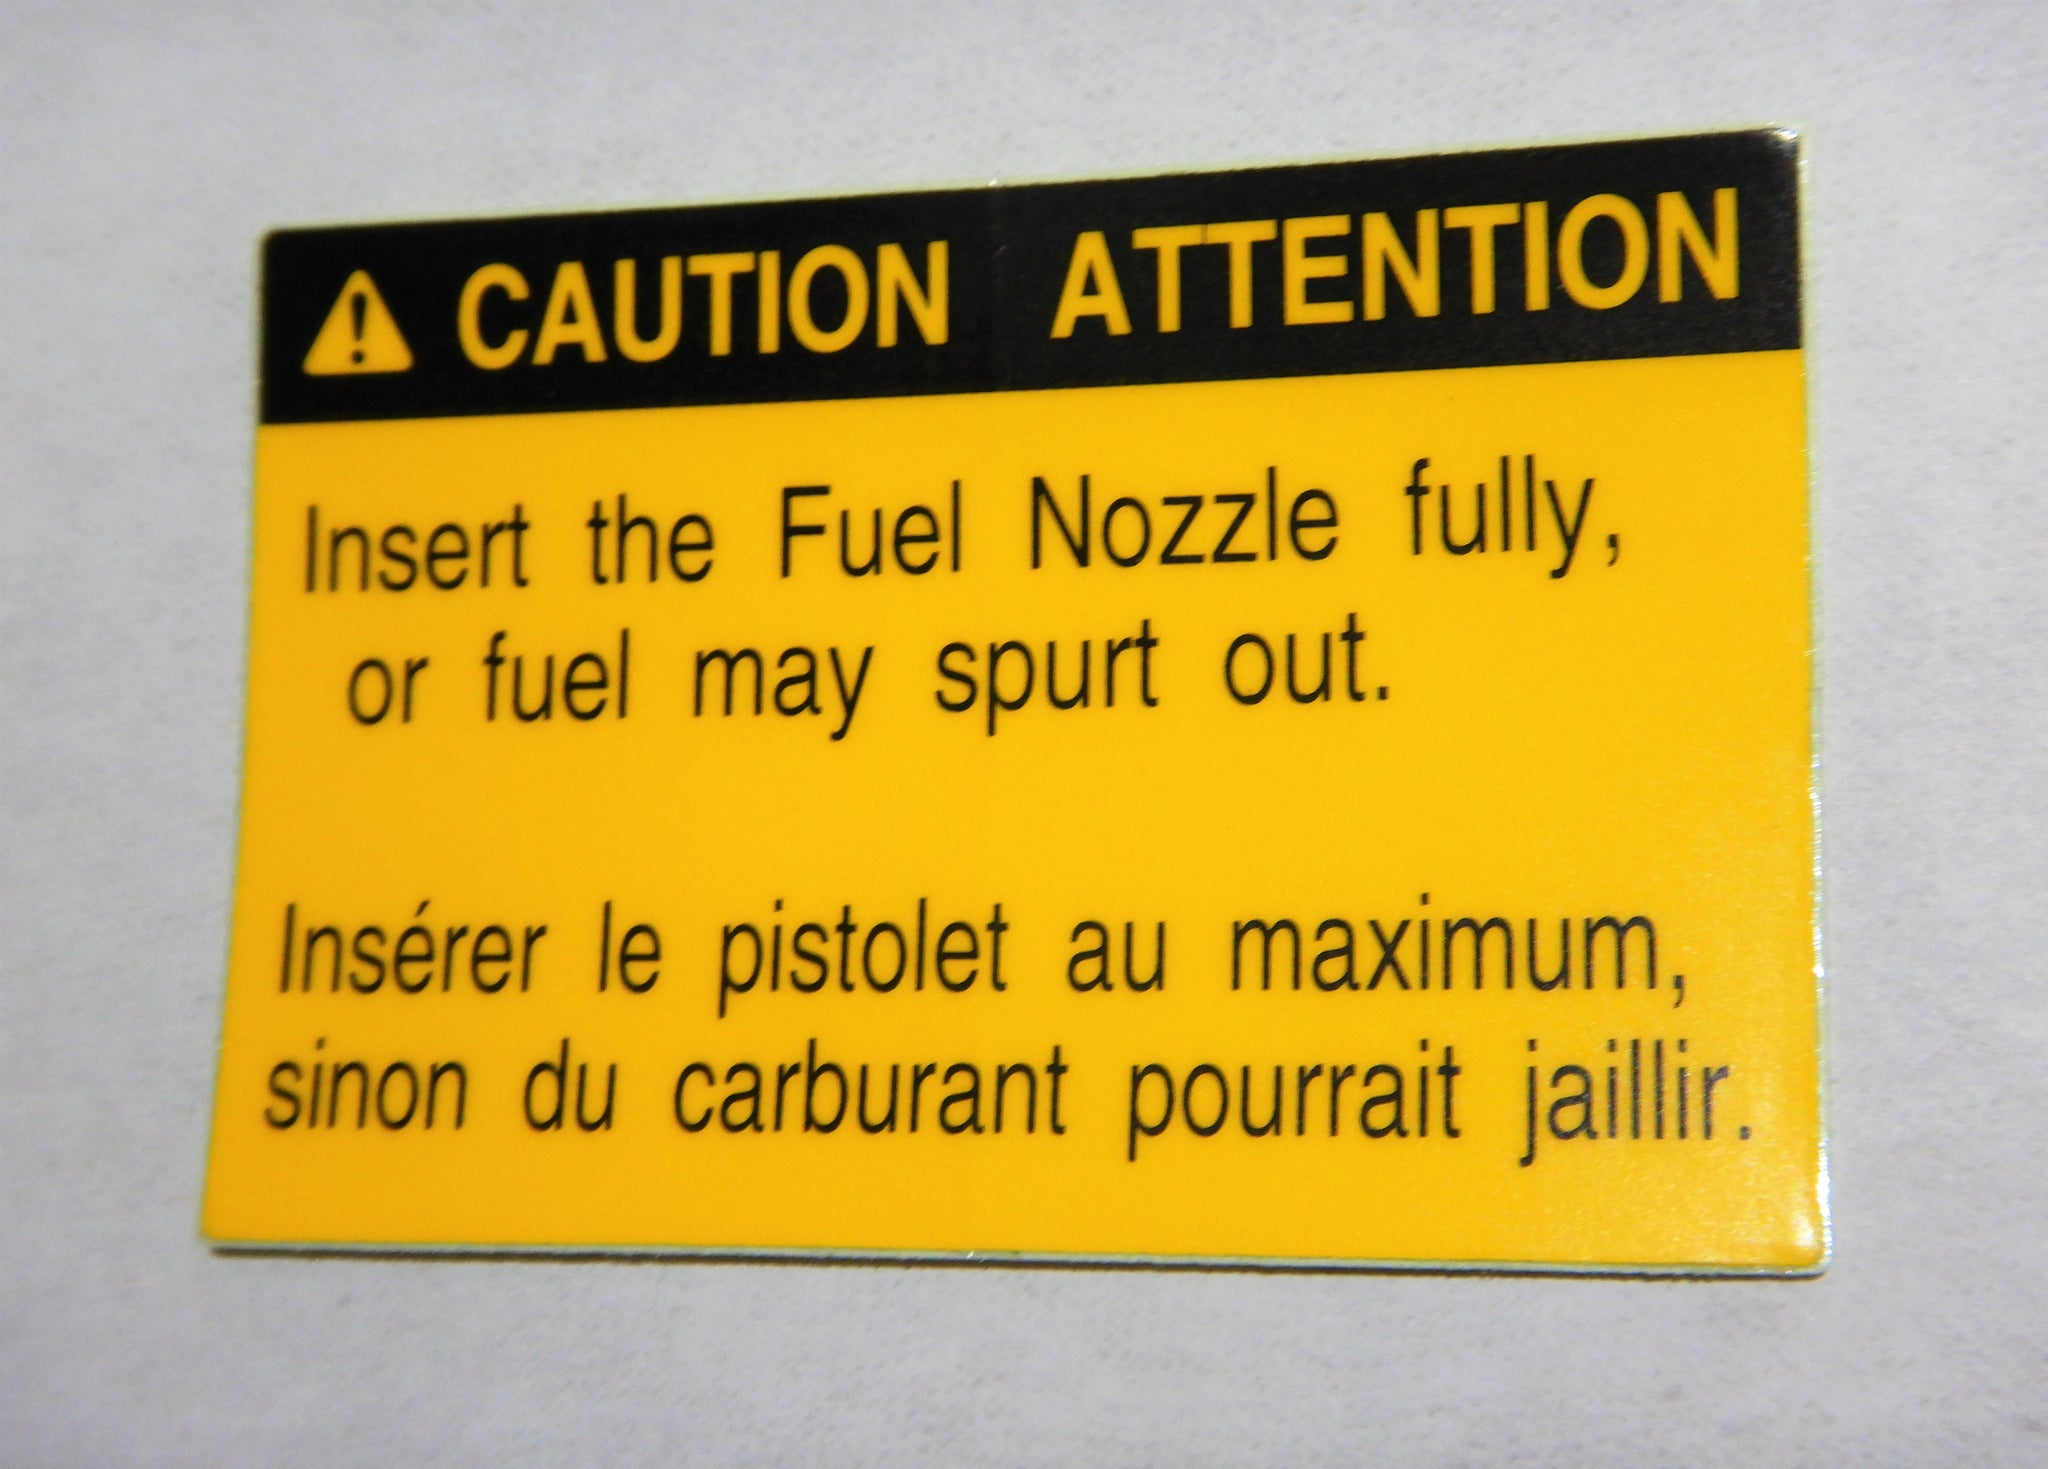 CAUTION ATTENTION
Insert the Fuel Nozzle fully,
or fuel may spurt out.
Insérer le pistolet au maximum,
sinon du carburant pourrait jaillir.